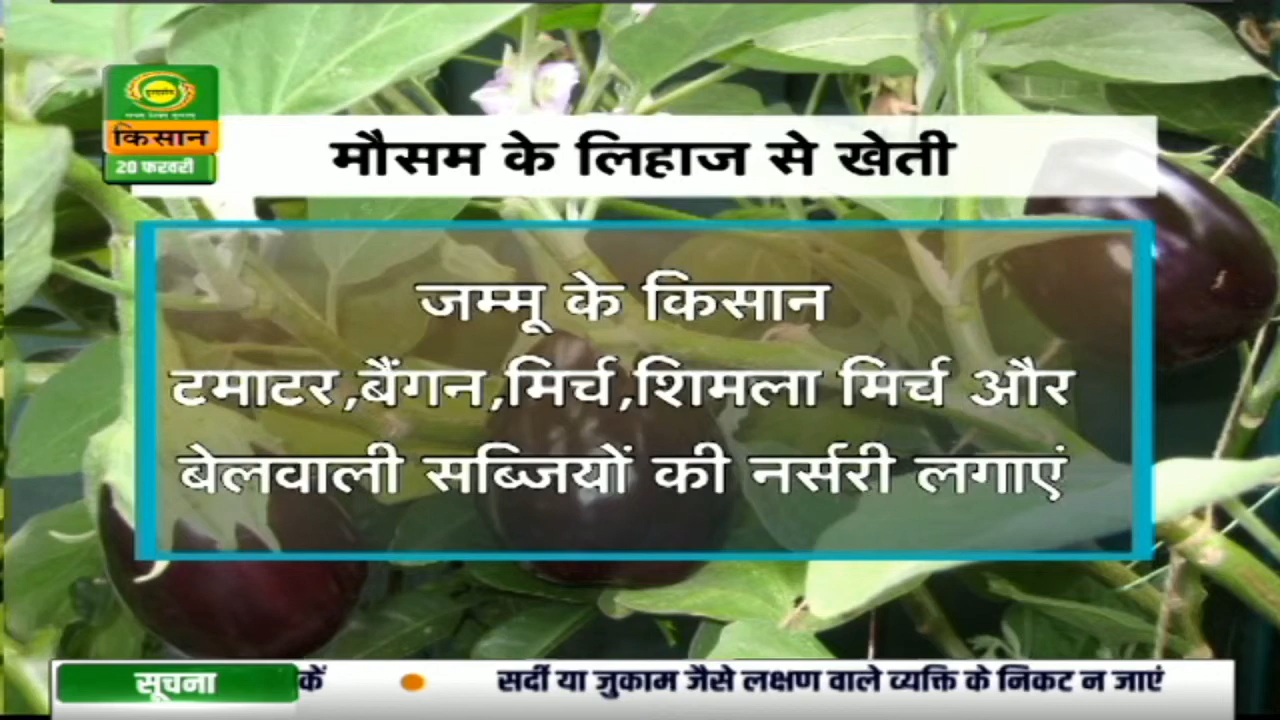 किसान
20 फरवरी
मौसम के लिहाज से खेती
जम्मू के किसान
टमाटर,बैंगन,मिर्च,शिमला मिर्च और
बेलवाली सब्जियों की नर्सरी लगाएं
सूचना
कें
सर्दी या जुकाम जैसे लक्षण वाले व्यक्ति के निकट न जाएं